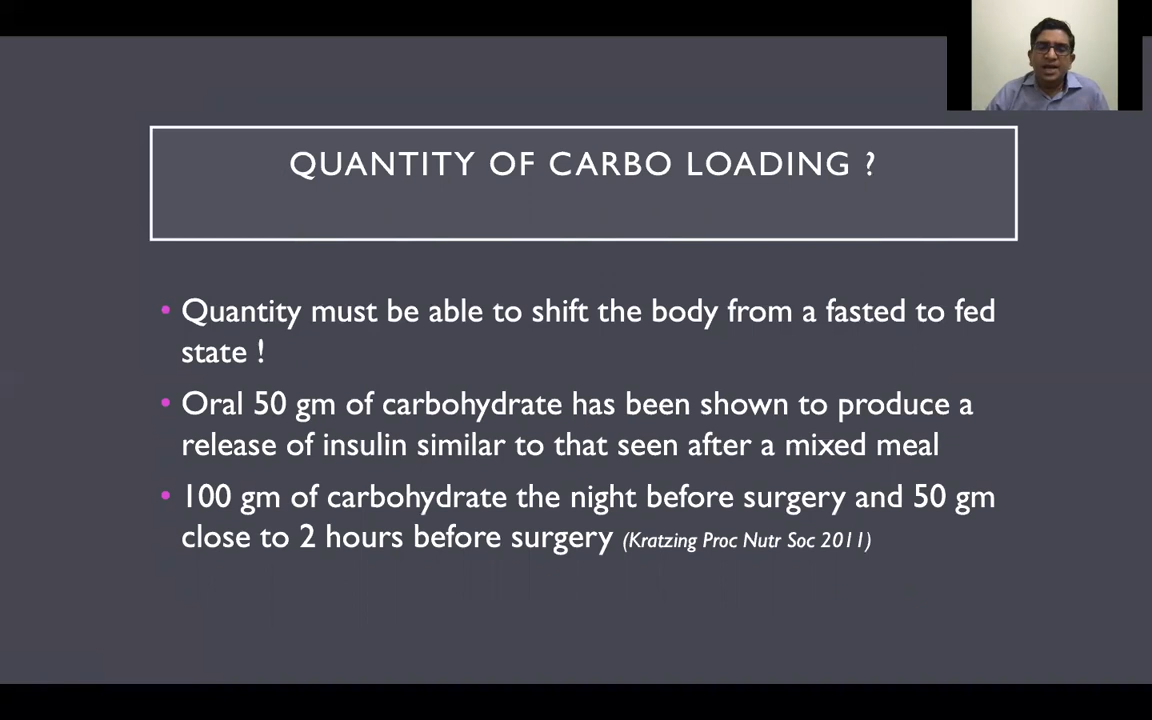 QUANTITY OF CARBO LOADING ?
• Quantity must be able to shift the body from a fasted to fed
state !
• Oral 50 gm of carbohydrate has been shown to produce a
release of insulin similar to that seen after a mixed meal
• 100 gm of carbohydrate the night before surgery and 50 gm
close to 2 hours before surgery (Kratzing Proc Nutr Soc 2011)